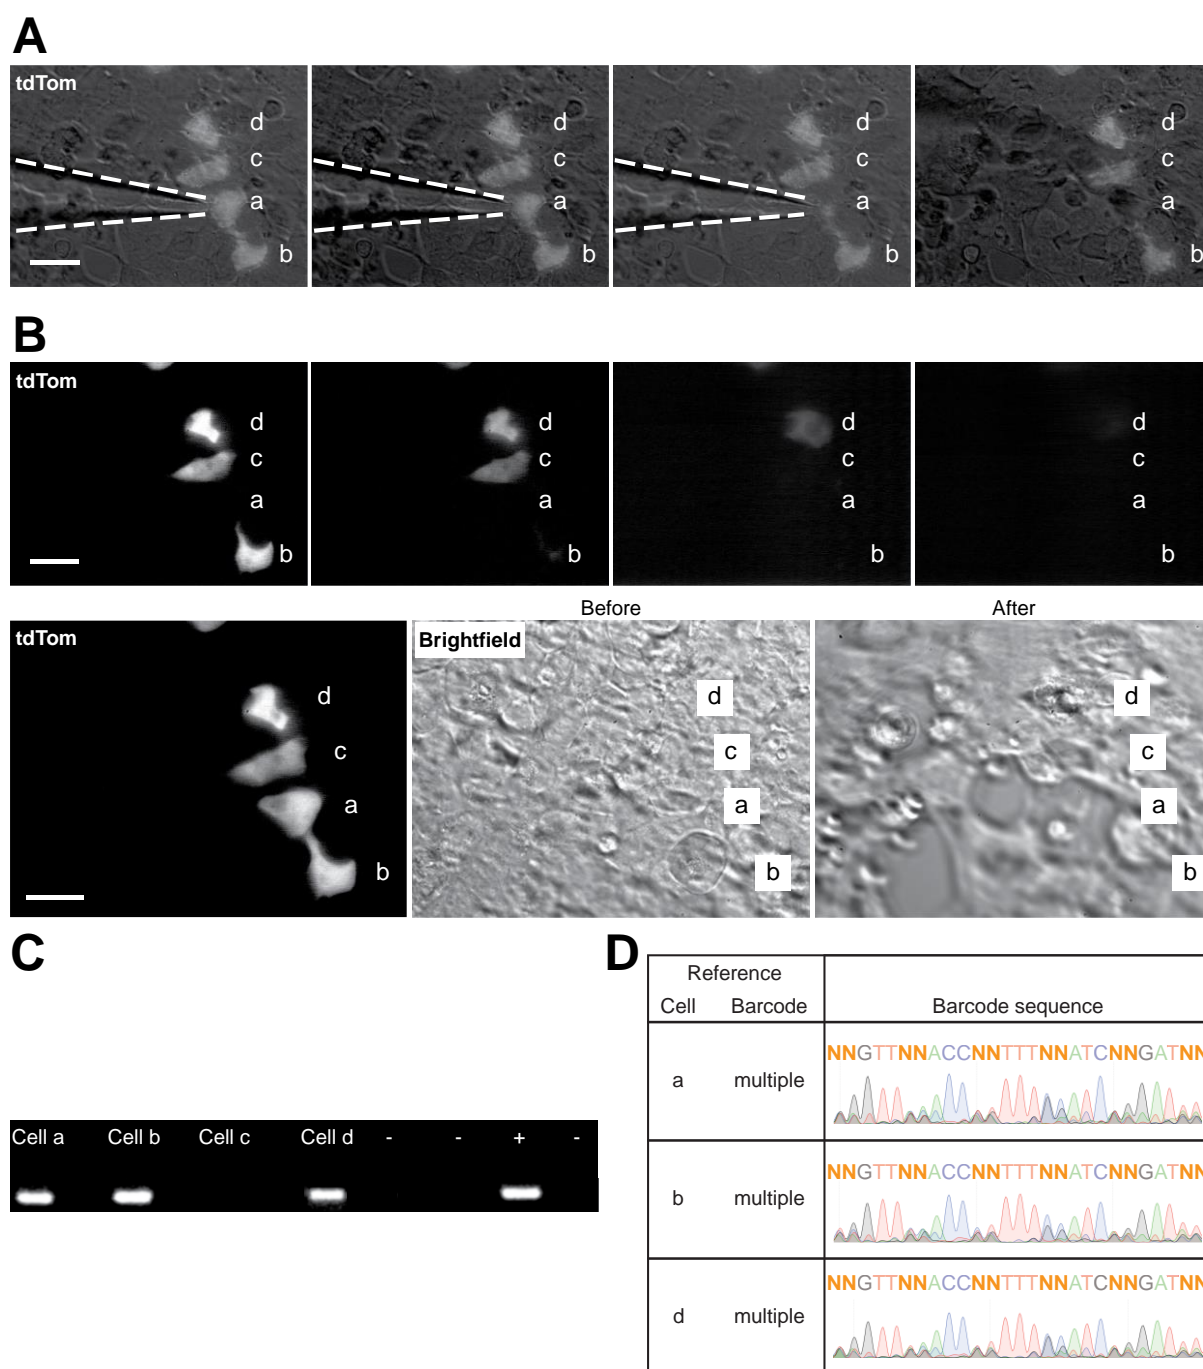 A
tdTom
d
c
a
b
d
c
a
b
d
c
a
b
d
c
a
b
B
tdTom
d
c
a
b
d
c
a
b
d
c
a
b
d
c
a
b
Before
After
tdTom
d
c
a
b
Brightfield
d
c
a
b
d
c
a
b
C
Cell a Cell b Cell c Cell d - - + -
D
Reference
Cell Barcode Barcode sequence
NNGTTNNACCNNTTTNNATCNNGATNN
a multiple
NNGTTNNACCNNTTTNNATCNNGATNN
b multiple
NNGTTNNACCNNTTTNNATCNNGATNN
d multiple